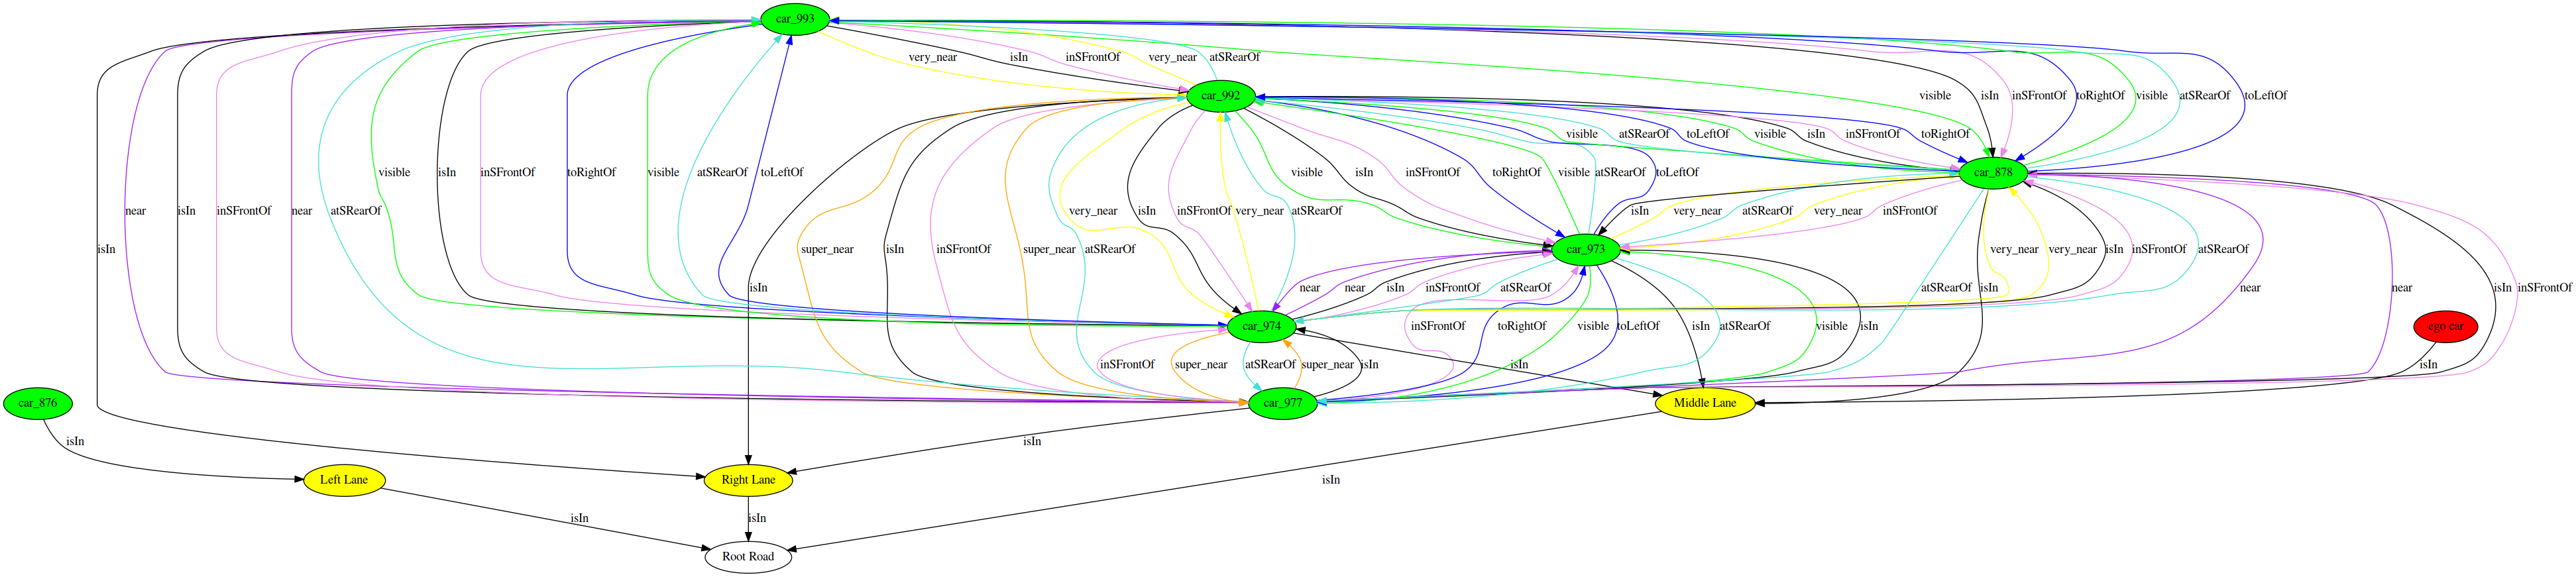 car_993
very_near isIn inSFrontOf very_near atSRearOf
car_992
visible isIn inSFrontOf toRightOf visible atSRearOf toLeftOf
visible atSRearOf toLeftOf visible isIn inSFrontOf toRightOf
visible isIn inSFrontOf toRightOf visible atSRearOf toLeftOf
visible isIn inSFrontOf toRightOf visible atSRearOf toLeftOf
car_878
near isIn inSFrontOf near atSRearOf
very_near isIn inSFrontOf very_near atSRearOf
isIn very_near atSRearOf very_near inSFrontOf
isIn
super_near isIn inSFrontOf super_near atSRearOf
car_973
very_near very_near isIn inSFrontOf atSRearOf
isIn
near near isIn inSFrontOf atSRearOf
atSRearOf isIn near near isIn inSFrontOf
car_974
inSFrontOf toRightOf visible toLeftOf isIn atSRearOf visible isIn
ego car
inSFrontOf super_near atSRearOf super_near isIn
isIn
isIn
car_876
car_977
Middle Lane
isIn
isIn
Left Lane
Right Lane
isIn
isIn
isIn
Root Road